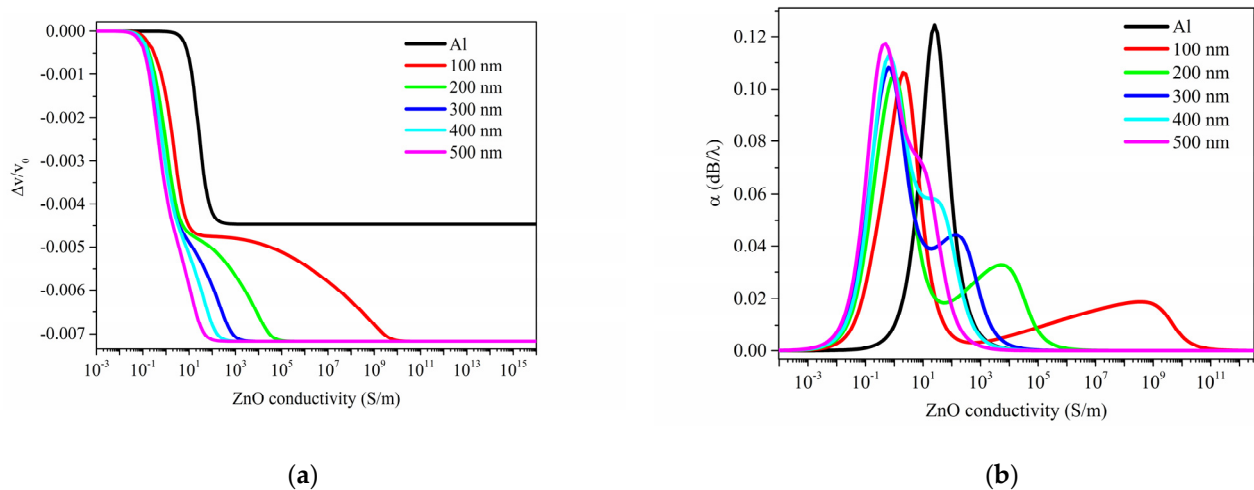 0.000
-0.001
-0.002
-0.003
-0.004
-0.005
-0.006
-0.007
Δv/v₀
Al
100 nm
200 nm
300 nm
400 nm
500 nm
10⁻³ 10⁻¹ 10¹ 10³ 10⁵ 10⁷ 10⁹ 10¹¹ 10¹³ 10¹⁵
ZnO conductivity (S/m)
(a)
0.12
0.10
0.08
0.06
0.04
0.02
0.00
α (dB/λ)
Al
100 nm
200 nm
300 nm
400 nm
500 nm
10⁻³ 10⁻¹ 10¹ 10³ 10⁵ 10⁷ 10⁹ 10¹¹
ZnO conductivity (S/m)
(b)